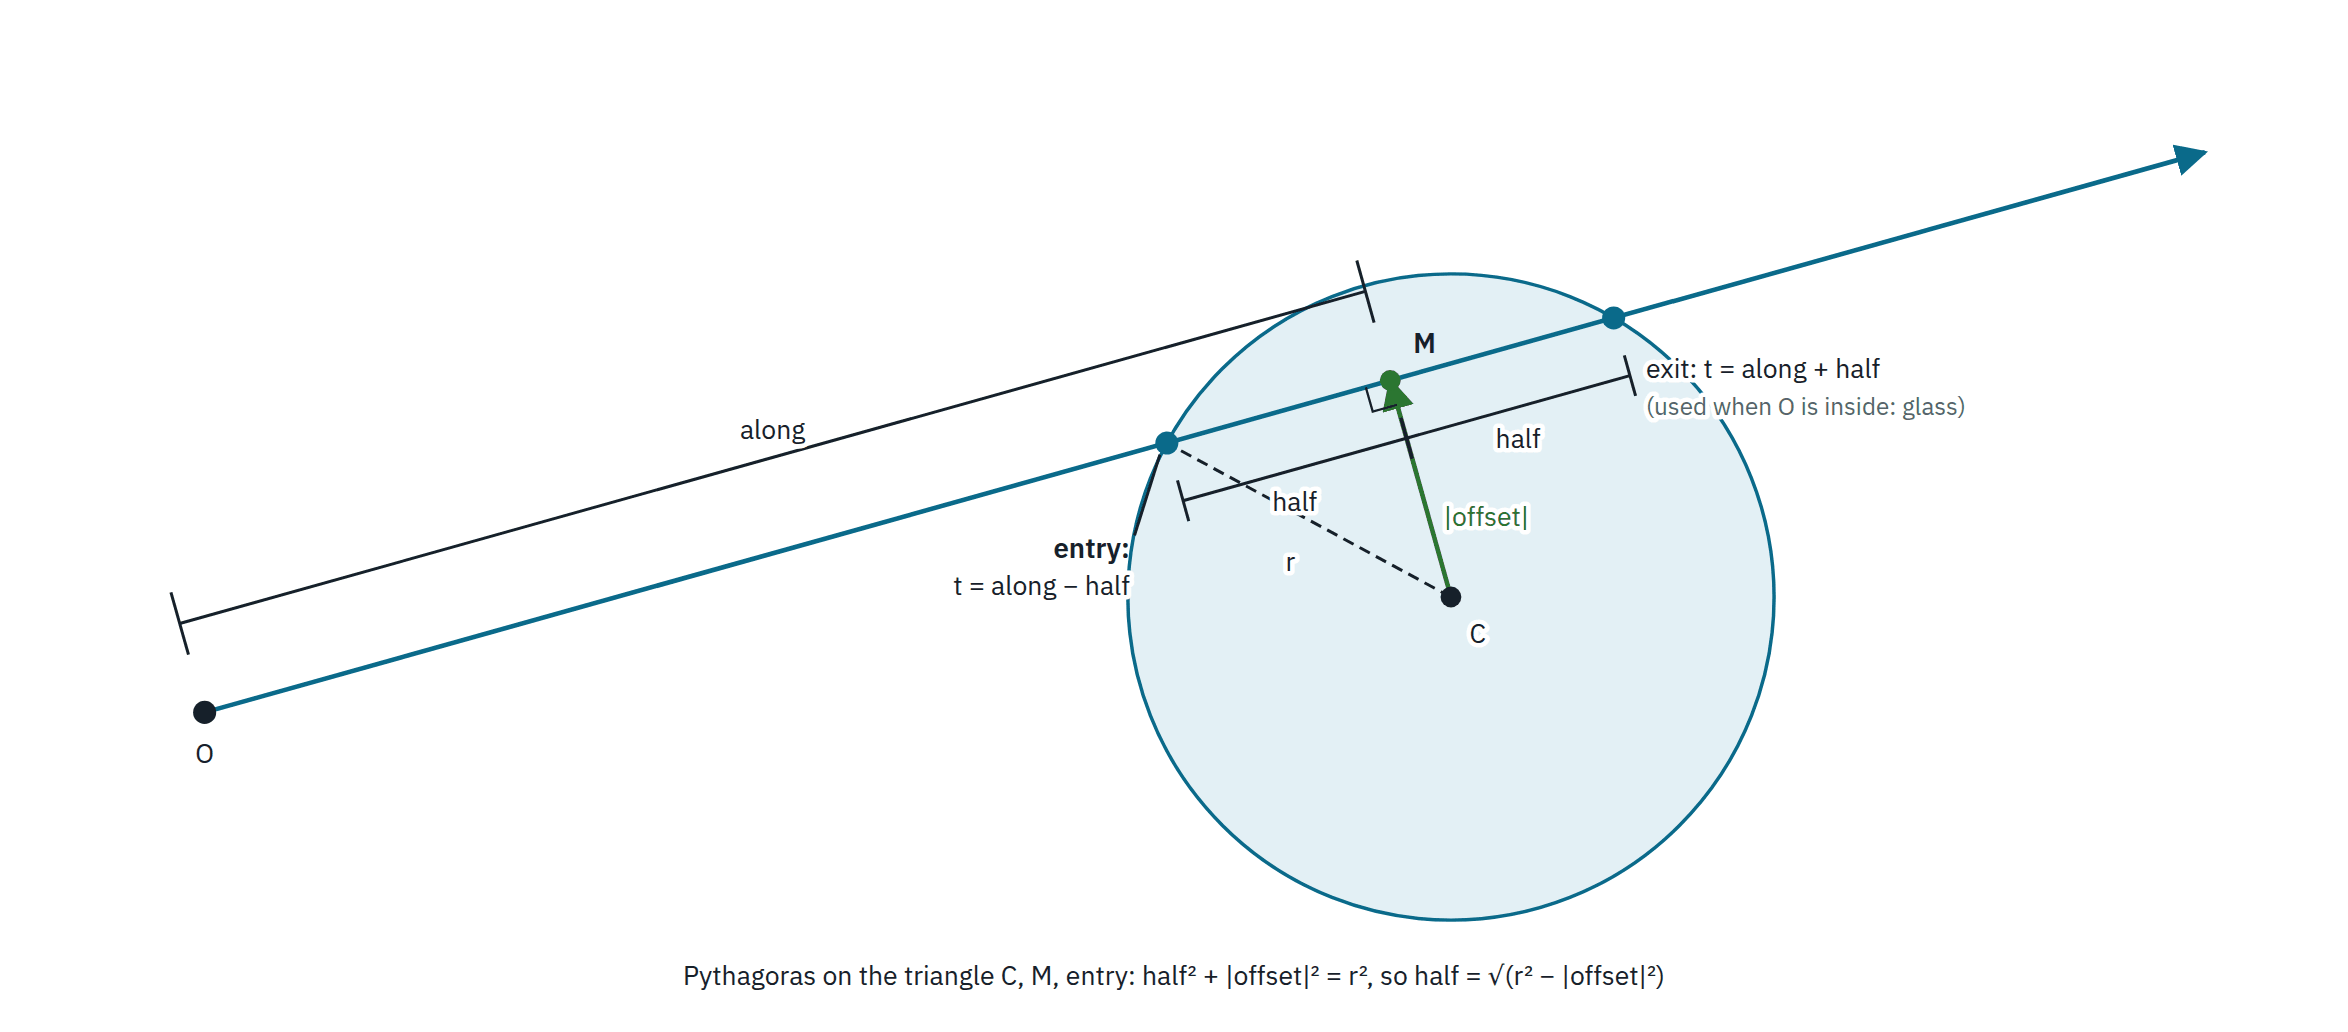 M
exit: t = along + half
(used when O is inside: glass)
along
half
half
|offset|
entry:
t = along − half
r
C
O
Pythagoras on the triangle C, M, entry: half² + |offset|² = r², so half = √(r² − |offset|²)